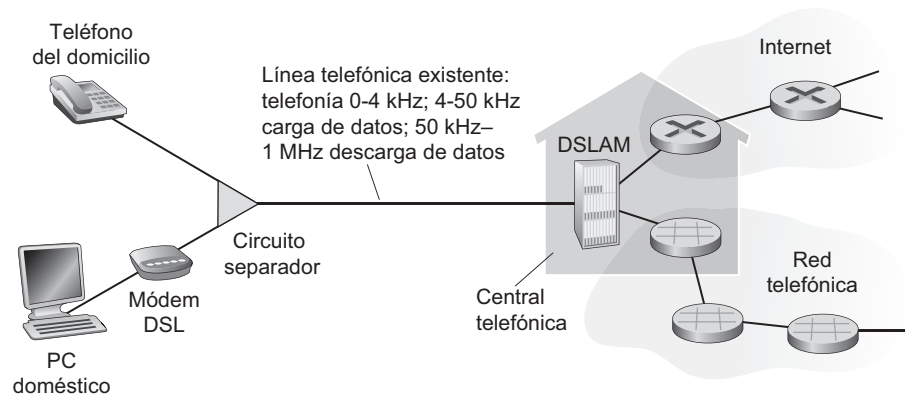 Teléfono
del domicilio
Línea telefónica existente:
telefonía 0-4 kHz; 4-50 kHz
carga de datos; 50 kHz–
1 MHz descarga de datos
Internet
DSLAM
Circuito
separador
Módem
DSL
PC
doméstico
Central
telefónica
Red
telefónica